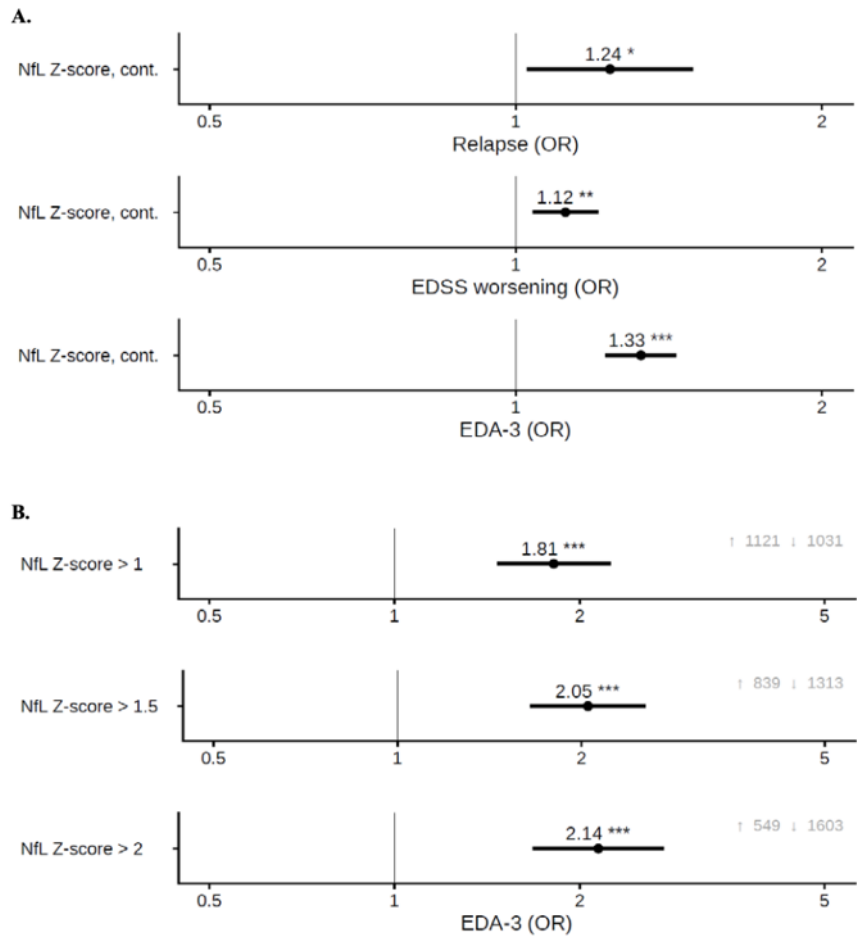 A.
1.24 *
NfL Z-score, cont.
0.5 1 2
Relapse (OR)
1.12 **
NfL Z-score, cont.
0.5 1 2
EDSS worsening (OR)
1.33 ***
NfL Z-score, cont.
0.5 1 2
EDA-3 (OR)
B.
1.81 *** ↑ 1121 ↓ 1031
NfL Z-score > 1
0.5 1 2 5
2.05 *** ↑ 839 ↓ 1313
NfL Z-score > 1.5
0.5 1 2 5
2.14 *** ↑ 549 ↓ 1603
NfL Z-score > 2
0.5 1 2 5
EDA-3 (OR)